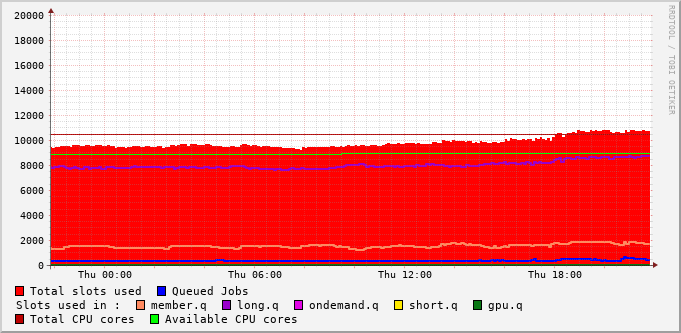 RRDTOOL / TOBI OETIKER
20000
18000
16000
14000
12000
10000
8000
6000
4000
2000
0
Thu 00:00 Thu 06:00 Thu 12:00 Thu 18:00
Total slots used Queued Jobs
Slots used in : member.q long.q ondemand.q short.q gpu.q
Total CPU cores Available CPU cores